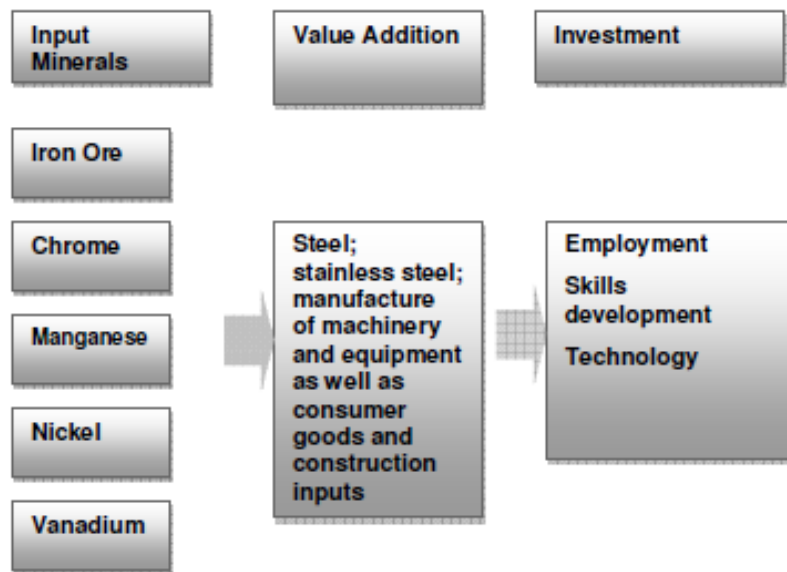 Input
Minerals
Value Addition
Investment
Iron Ore
Chrome
Manganese
Nickel
Vanadium
Steel;
stainless steel;
manufacture
of machinery
and equipment
as well as
consumer
goods and
construction
inputs
Employment
Skills
development
Technology